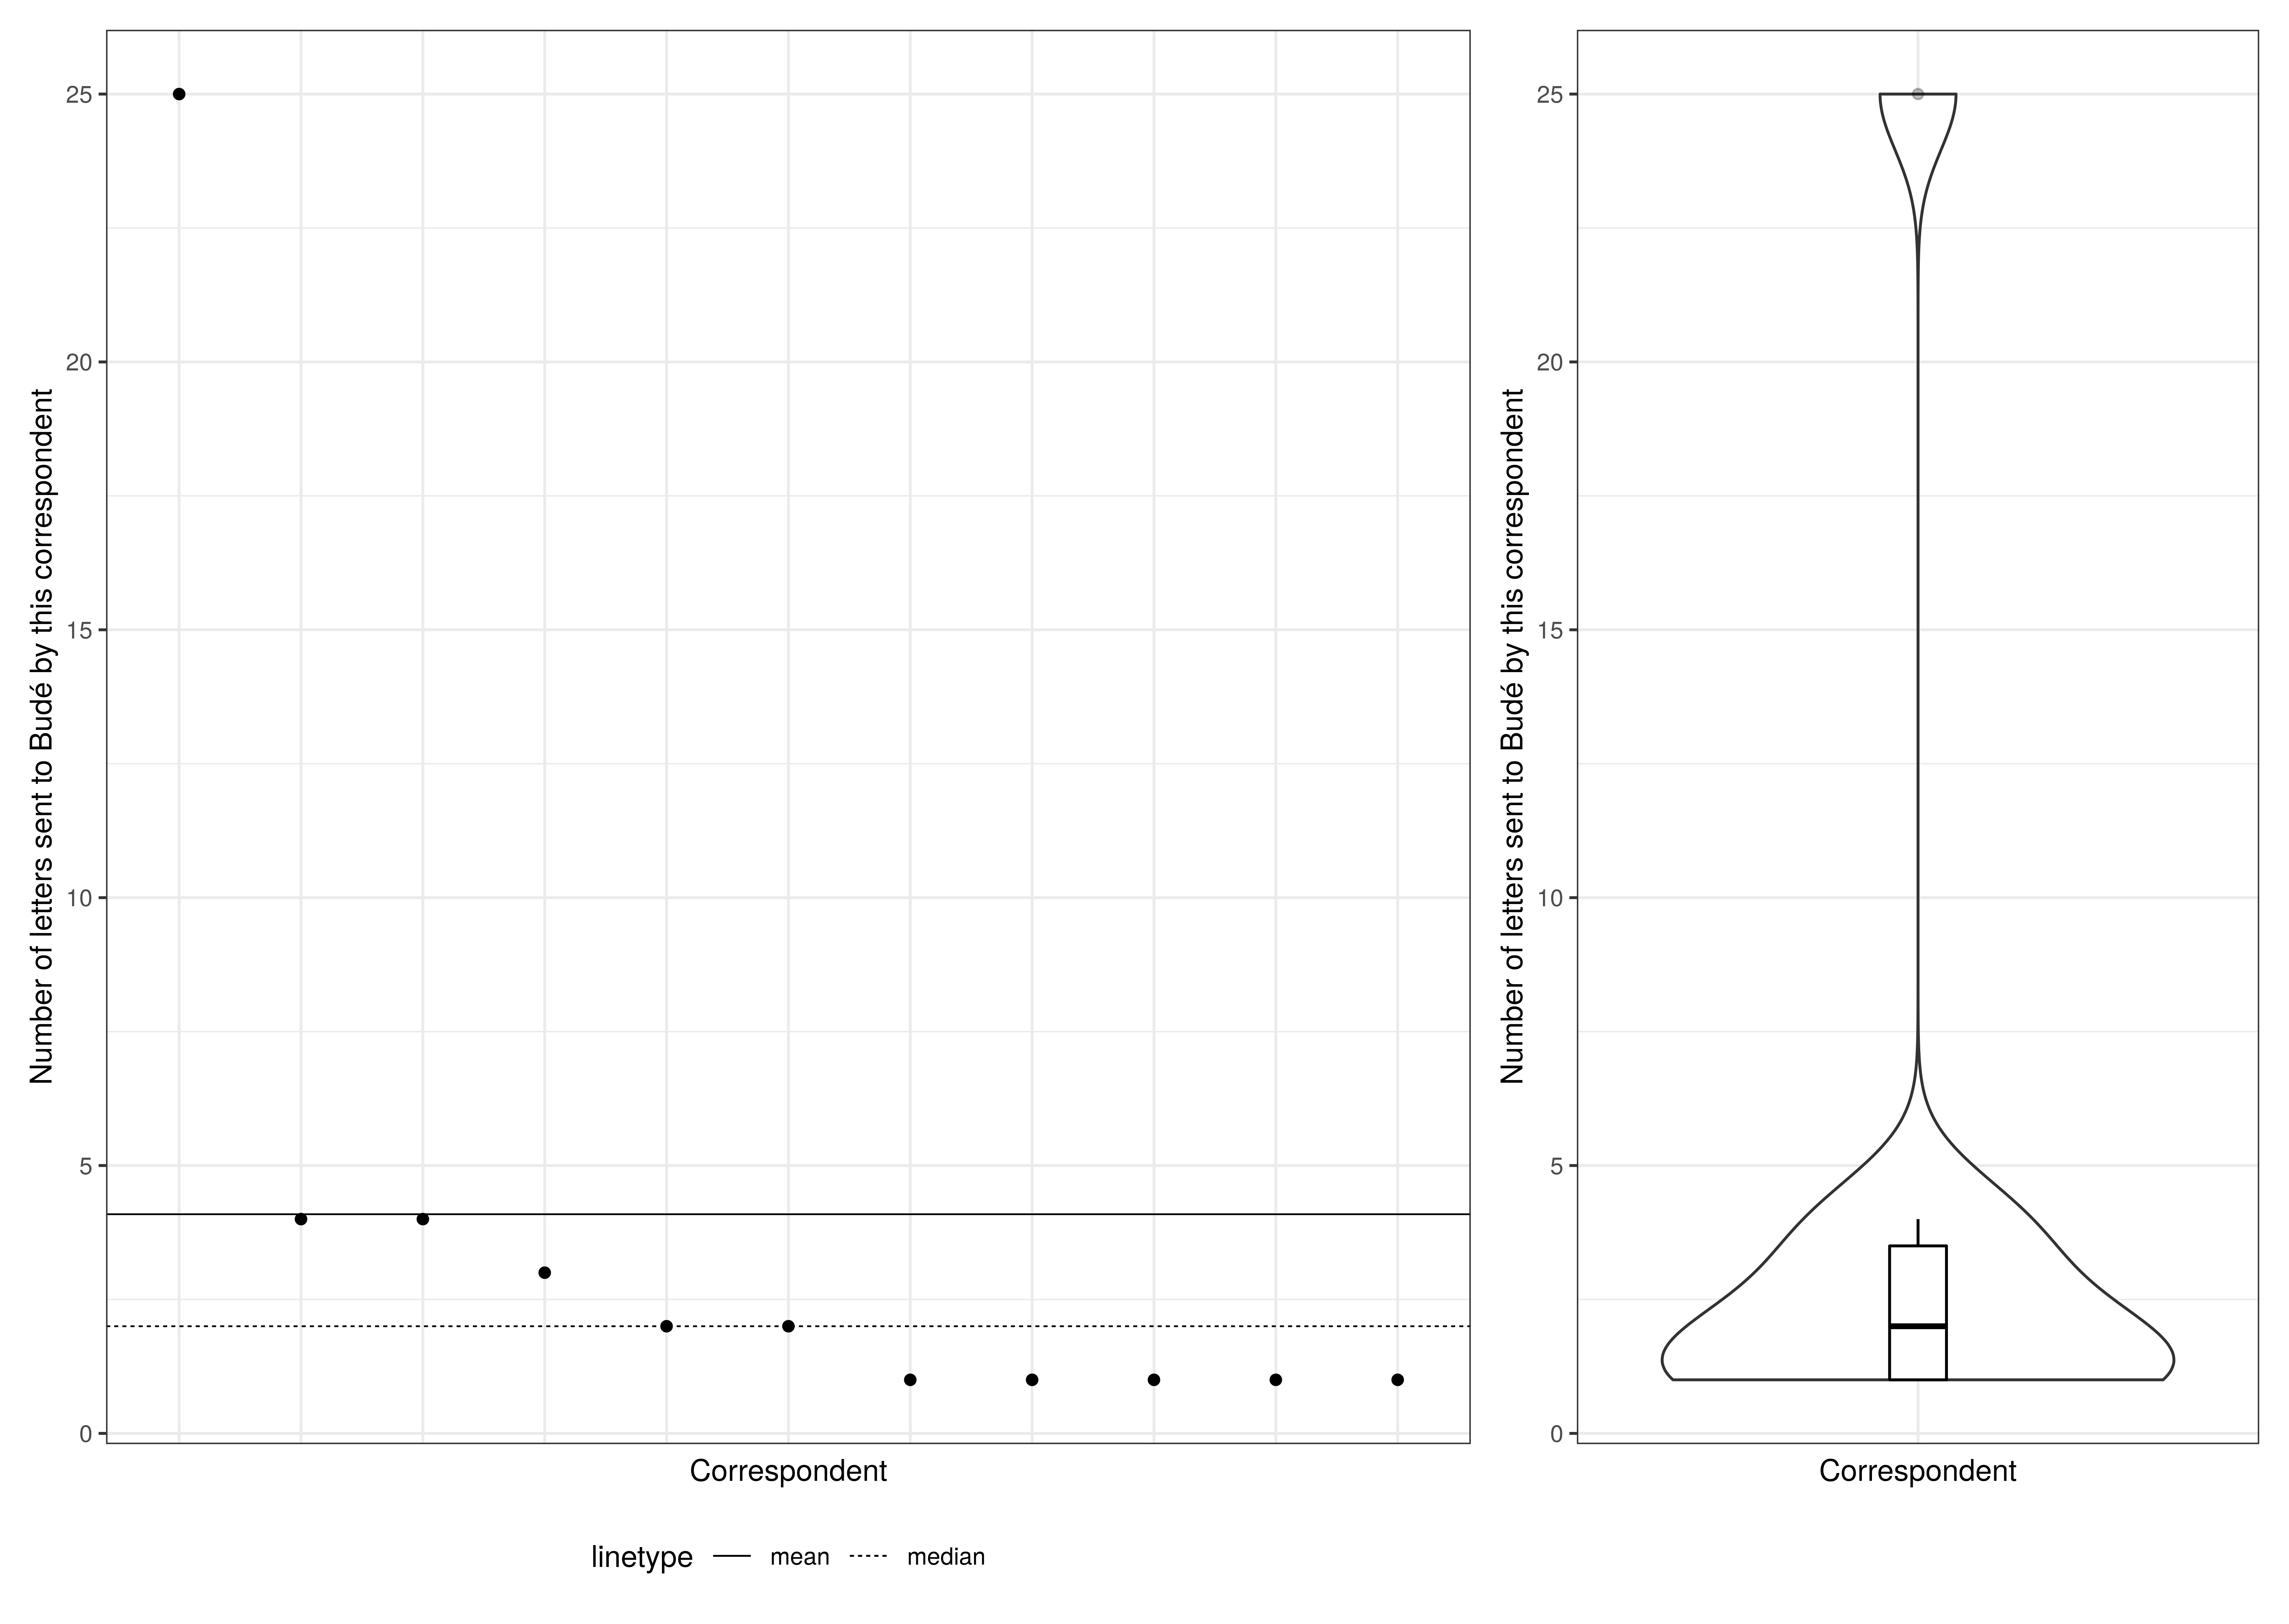 Number of letters sent to Budé by this correspondent
25
20
15
10
5
0
Correspondent
linetype mean median
Number of letters sent to Budé by this correspondent
25
20
15
10
5
0
Correspondent